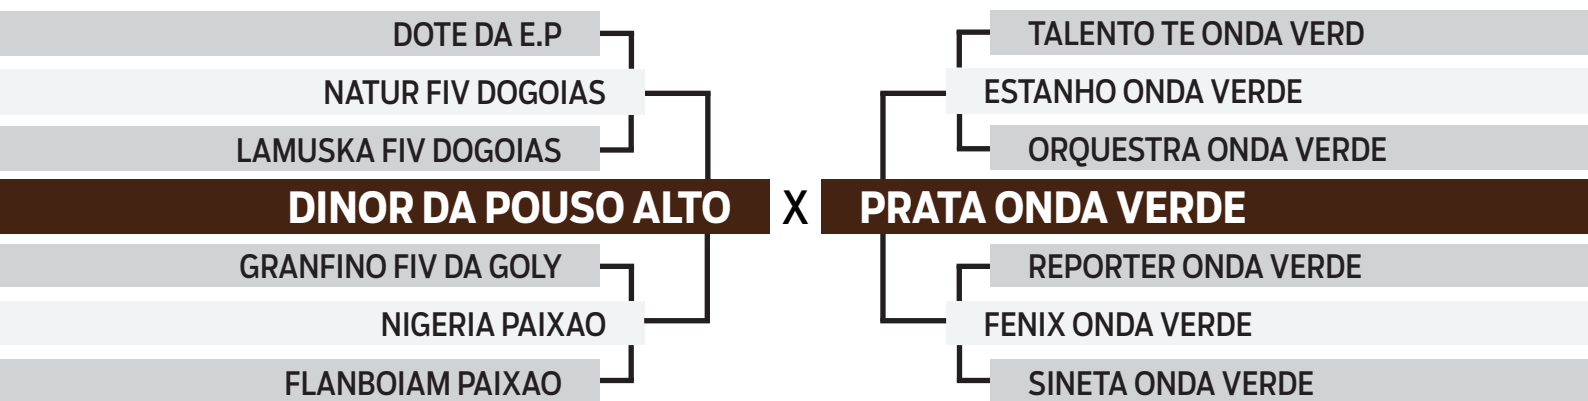 DOTE DA E.P
NATUR FIV DOGOIAS
LAMUSKA FIV DOGOIAS
DINOR DA POUSO ALTO
GRANFINO FIV DA GOLY
NIGERIA PAIXAO
FLANBOIAM PAIXAO
X
TALENTO TE ONDA VERD
ESTANHO ONDA VERDE
ORQUESTRA ONDA VERDE
PRATA ONDA VERDE
REPORTER ONDA VERDE
FENIX ONDA VERDE
SINETA ONDA VERDE